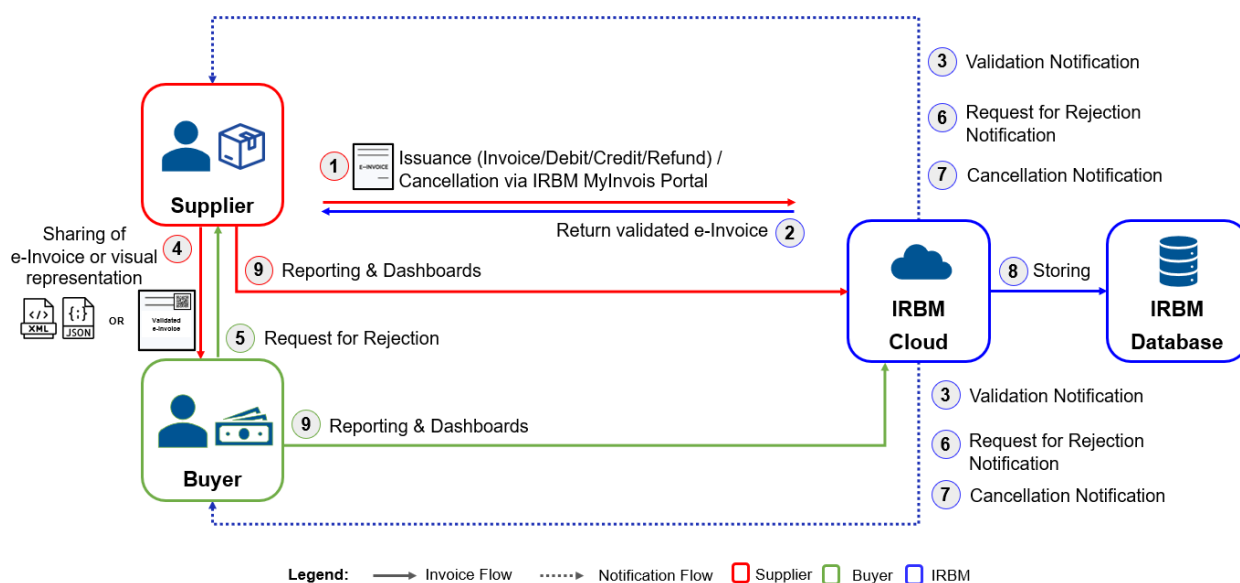 3 Validation Notification
6 Request for Rejection
Notification
7 Cancellation Notification
Supplier
1 E-INVOICE Issuance (Invoice/Debit/Credit/Refund) /
Cancellation via IRBM MyInvois Portal
Return validated e-Invoice 2
Sharing of
e-Invoice or visual
representation
4
XML
{;}
JSON
OR
Validated
e-Invoice
9 Reporting & Dashboards
5 Request for Rejection
IRBM
Cloud
8 Storing
IRBM
Database
Buyer
9 Reporting & Dashboards
3 Validation Notification
6 Request for Rejection
Notification
7 Cancellation Notification
Legend: Invoice Flow Notification Flow Supplier Buyer IRBM